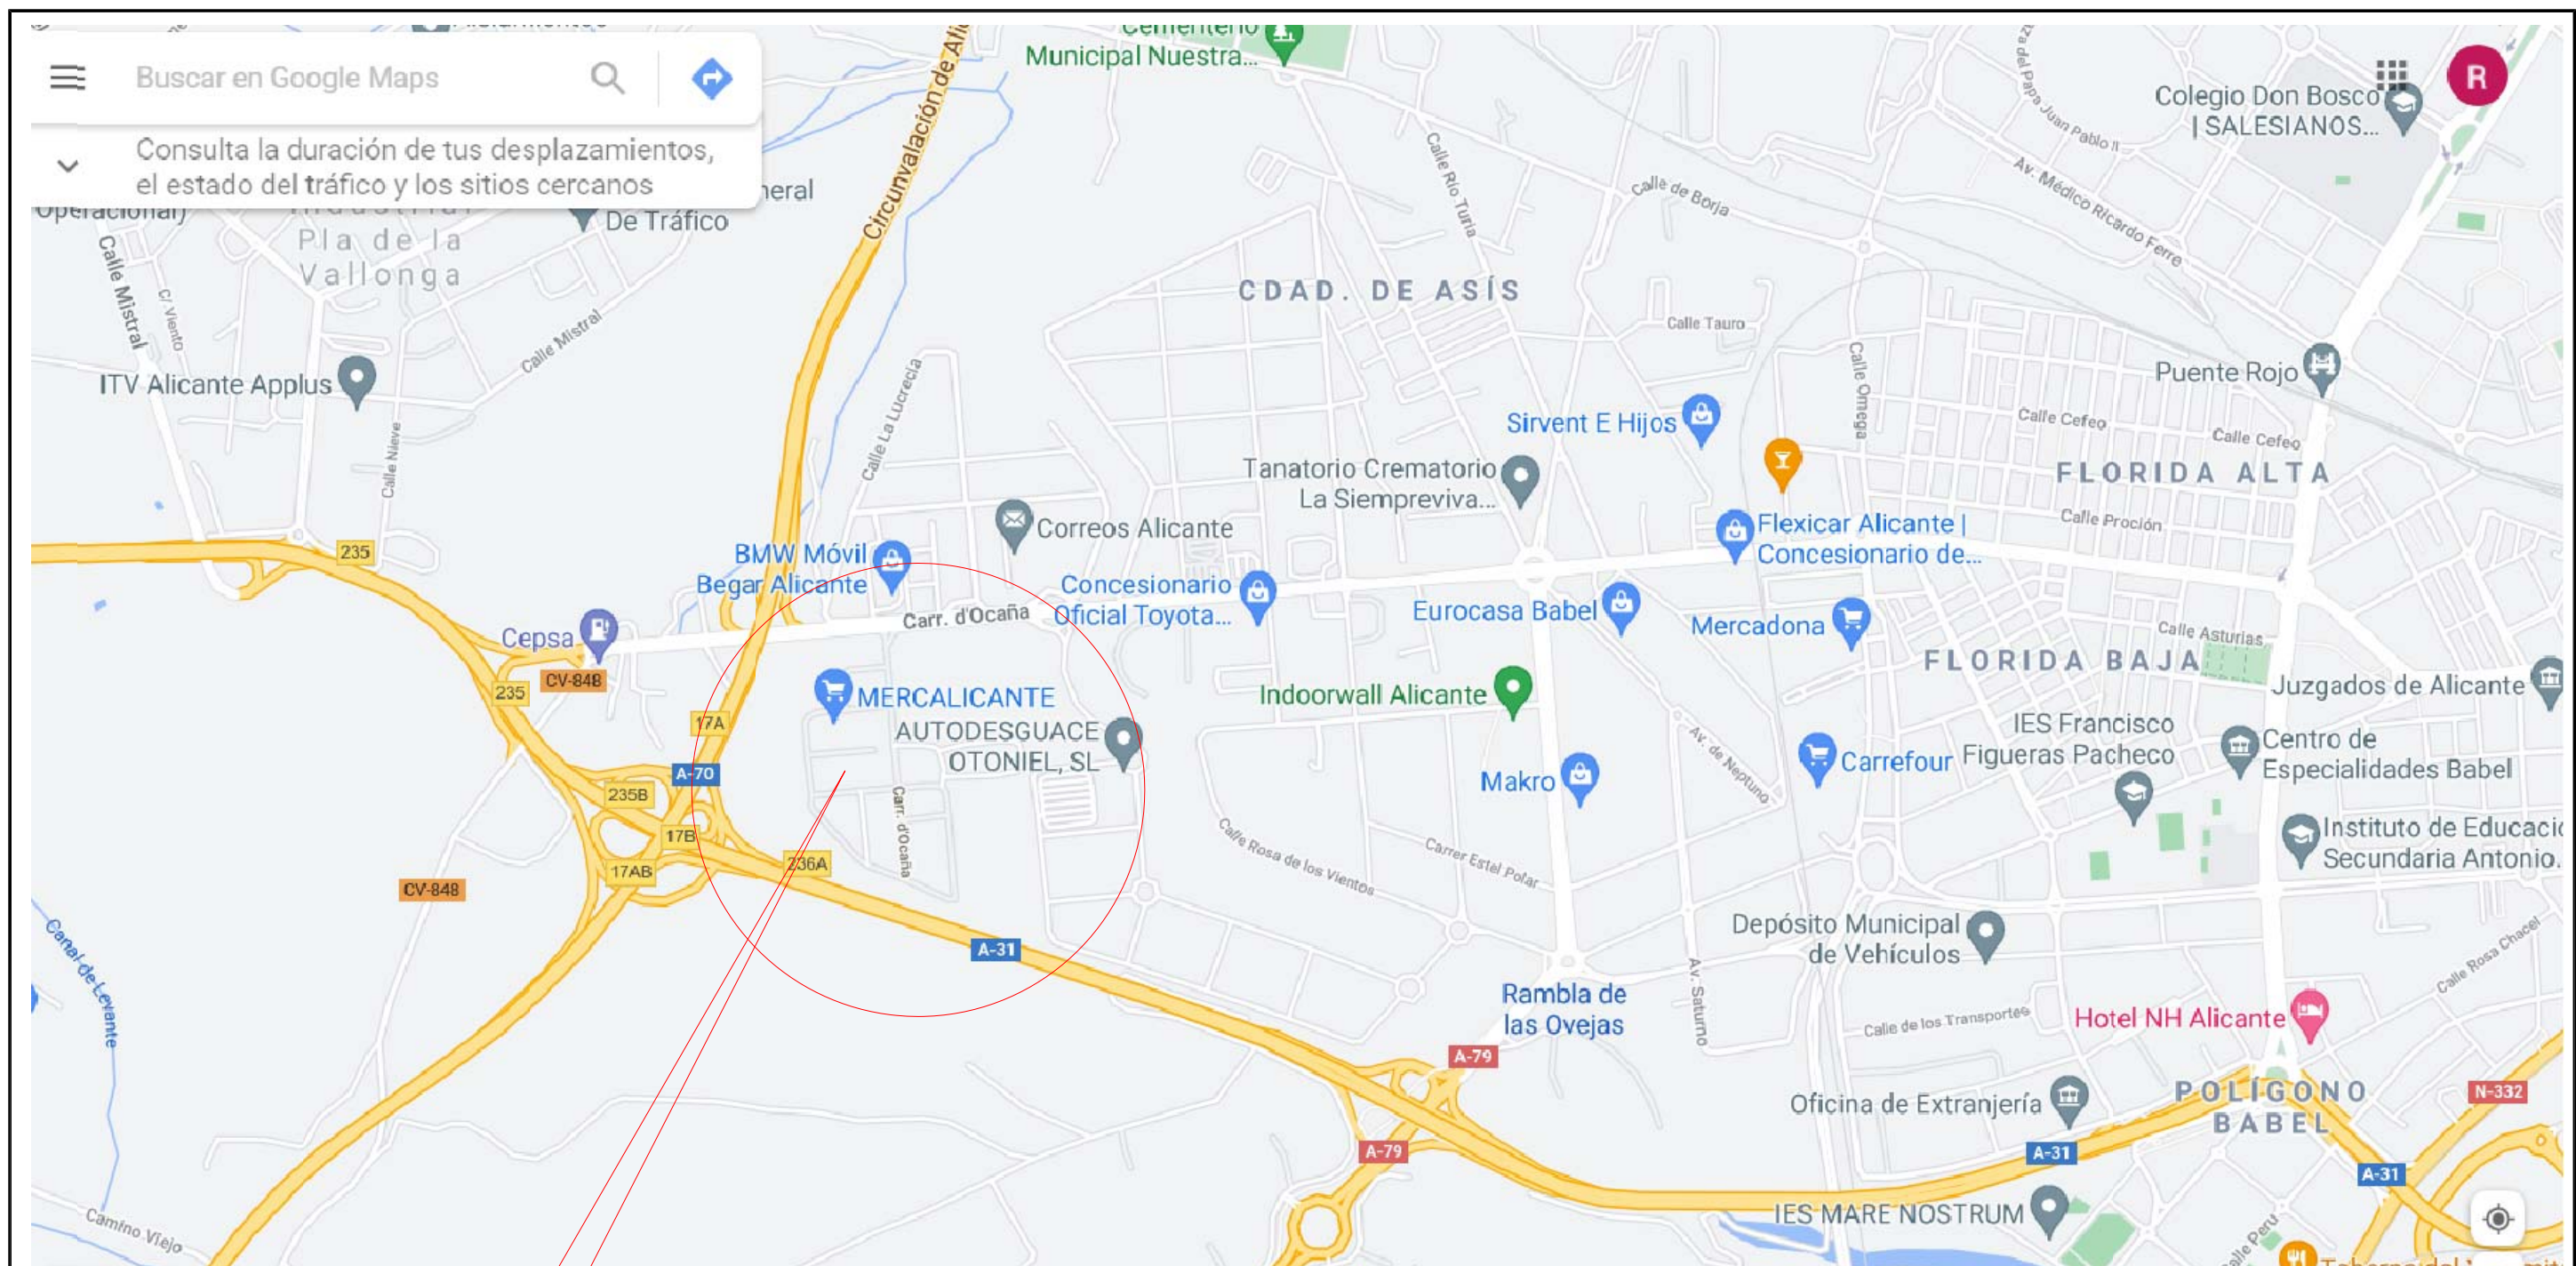 Buscar en Google Maps
R
Consulta la duración de tus desplazamientos,
el estado del tráfico y los sitios cercanos
De Tráfico
Pla de la
Vallonga
Calle Mistral
C/ Viento
Calle Mistral
ITV Alicante Applus
Calle Nieve
Circunvalación de
Municipal Nuestra...
Calle Río Turia
Calle de Borja
Juan Pablo II
Av. Médico Ricardo Ferre
Colegio Don Bosco
| SALESIANOS...
CDAD. DE ASÍS
Calle Tauro
Calle Omega
Puente Rojo
Calle La Lucrecia
Sirvent E Hijos
Calle Cefeo
Calle Cefeo
FLORIDA ALTA
Tanatorio Crematorio
La Siempreviva...
Calle Proción
Correos Alicante
Flexicar Alicante |
Concesionario de...
235
BMW Móvil
Begar Alicante
Concesionario
Oficial Toyota...
Carr. d'Ocaña
Eurocasa Babel
Mercadona
Calle Asturias
Cepsa
CV-848
235
FLORIDA BAJA
MERCALICANTE
Indoorwall Alicante
Juzgados de Alicante
17A
AUTODESGUACE
OTONIEL, SL
Av. de Neptuno
IES Francisco
Figueras Pacheco
Centro de
Especialidades Babel
A-70
Makro
Carrefour
235B
17B
Carr. d'Ocaña
Calle Rosa de los Vientos
Carrer Estel Polar
Instituto de
Secundaria Antonio.
236A
17AB
CV-848
Canal de Levante
A-31
Depósito Municipal
de Vehículos
Calle Rosa Chacel
Rambla de
las Ovejas
Av. Saturno
Calle de los Transportes
Hotel NH Alicante
A-79
Oficina de Extranjería
POLÍGONO
BABEL
N-332
A-79
A-31
A-31
Camino Viejo
IES MARE NOSTRUM